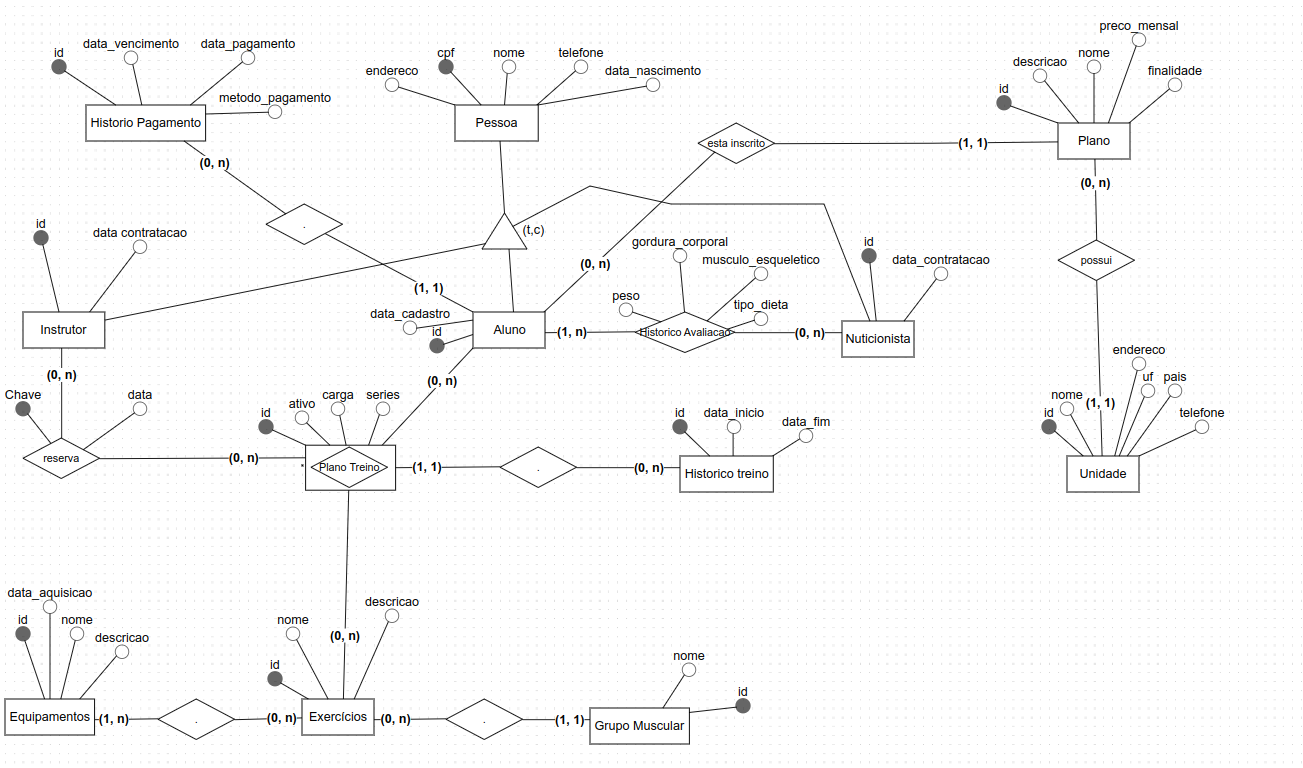 id
data_vencimento
data_pagamento
metodo_pagamento
Historio Pagamento
(0, n)
.
(1, 1)
endereco
cpf
nome
telefone
data_nascimento
Pessoa
(t,c)
esta inscrito
(1, 1)
(0, n)
preco_mensal
descricao
nome
finalidade
id
Plano
(0, n)
possui
(1, 1)
endereco
uf
pais
nome
id
telefone
Unidade
id
data contratacao
Instrutor
(0, n)
data_cadastro
id
Aluno
(1, n)
gordura_corporal
musculo_esqueletico
peso
tipo_dieta
Historico Avaliacao
(0, n)
id
data_contratacao
Nuticionista
(0, n)
Chave
data
reserva
(0, n)
id
ativo
carga
series
*
Plano Treino
(1, 1)
.
(0, n)
id
data_inicio
data_fim
Historico treino
(0, n)
data_aquisicao
id
nome
descricao
Equipamentos
(1, n)
.
(0, n)
id
nome
descricao
Exercícios
(0, n)
.
(1, 1)
nome
id
Grupo Muscular